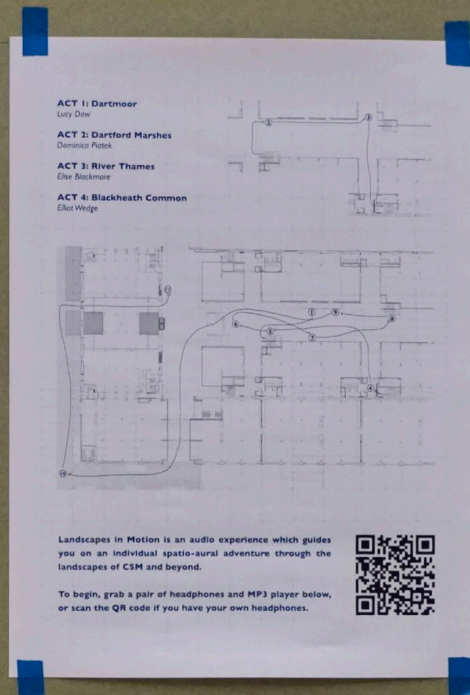 ACT 1: Dartmoor
Lucy Dow
ACT 2: Dartford Marshes
Dominica Piatek
ACT 3: River Thames
Elise Blackmore
ACT 4: Blackheath Common
Elliot Wedge
Landscapes in Motion is an audio experience which guides
you on an individual spatio-aural adventure through the
landscapes of CSM and beyond.
To begin, grab a pair of headphones and MP3 player below,
or scan the QR code if you have your own headphones.